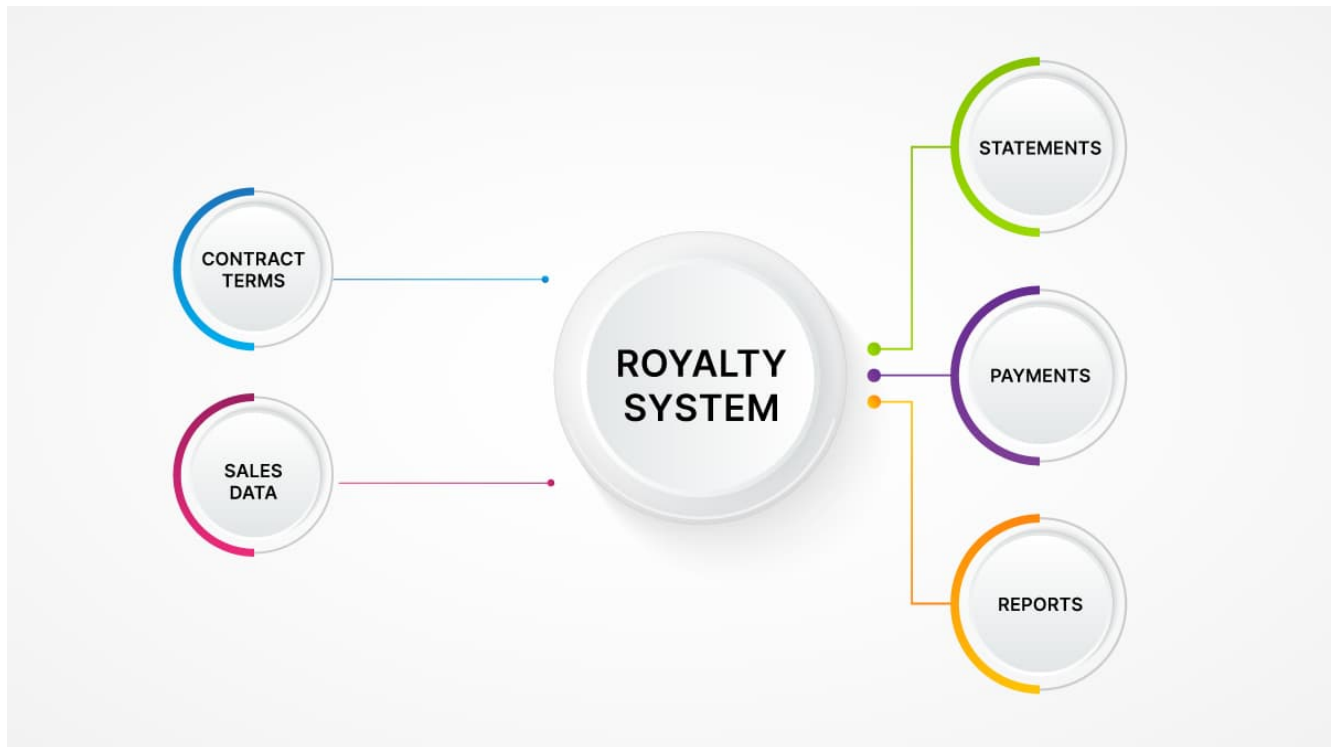 CONTRACT
TERMS
SALES
DATA
ROYALTY
SYSTEM
STATEMENTS
PAYMENTS
REPORTS